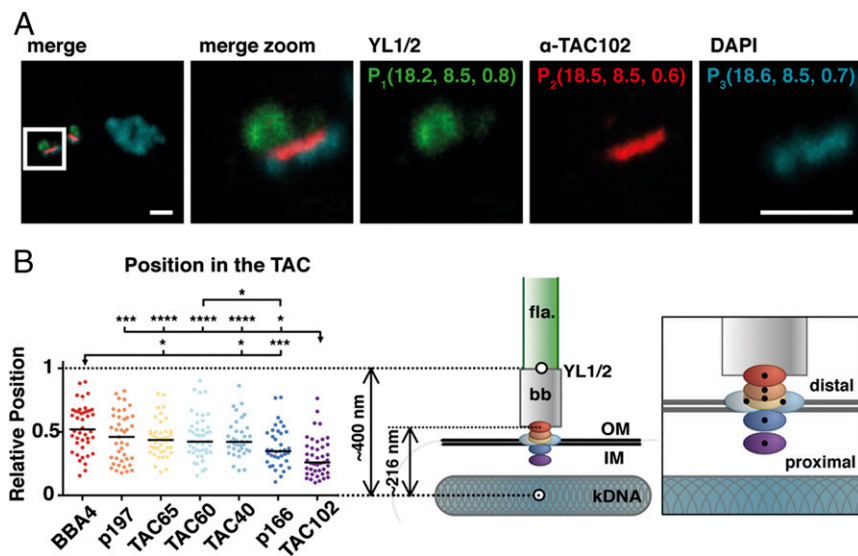 A
merge
merge zoom
YL1/2
α-TAC102
DAPI
P1(18.2, 8.5, 0.8)
P2(18.5, 8.5, 0.6)
P3(18.6, 8.5, 0.7)
B
Position in the TAC
*
*** **** **** **** *
* * ***
Relative Position
1
0.5
0
BBA4
p197
TAC65
TAC60
TAC40
p166
TAC102
~400 nm
~216 nm
fla.
YL1/2
bb
OM
IM
kDNA
distal
proximal